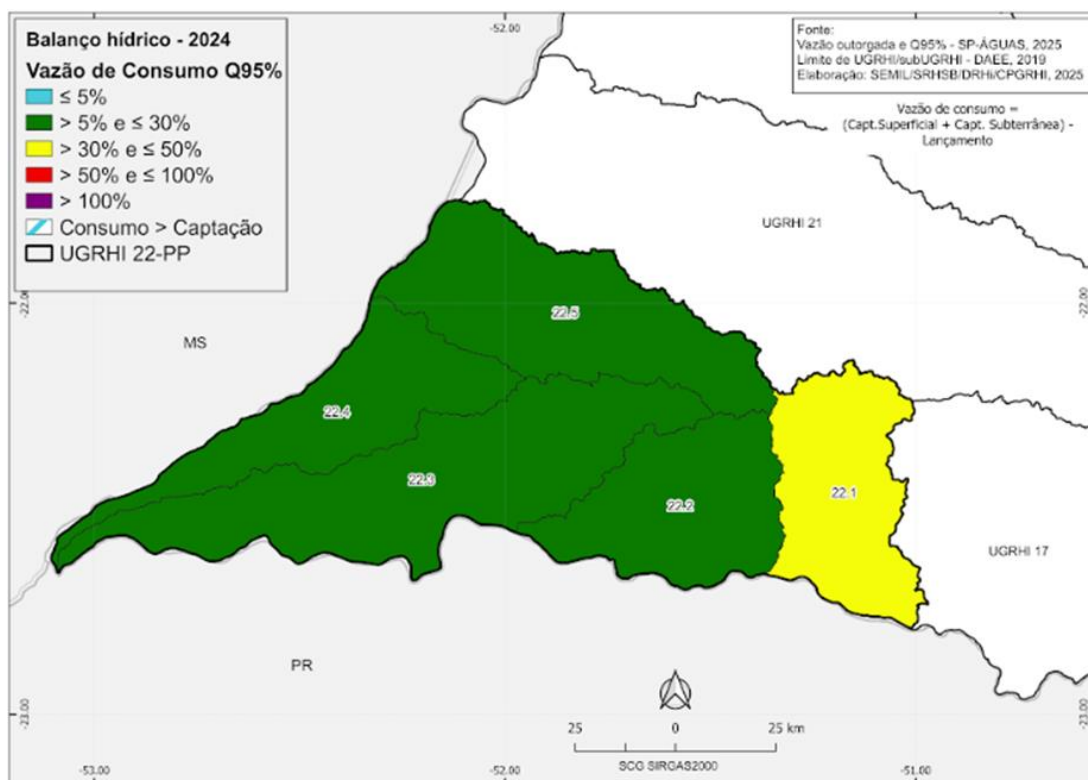 Balanço hídrico - 2024
Vazão de Consumo Q95%
≤ 5%
> 5% e ≤ 30%
> 30% e ≤ 50%
> 50% e ≤ 100%
> 100%
Consumo > Captação
UGRHI 22-PP
-52.00
Fonte:
Vazão outorgada e Q95% - SP-ÁGUAS, 2025
Limite de UGRHI/subUGRHI - DAEE, 2019
Elaboração: SEMIL/SRHSB/DRHi/CPGRHI, 2025
Vazão de consumo =
(Capt.Superficial + Capt. Subterrânea) -
Lançamento
UGRHI 21
-22.00
-22.00
22.5
MS
22.4
22.3
22.2
22.1
UGRHI 17
PR
-23.00
-23.00
25 0 25 km
SCG SIRGAS2000
-53.00
-52.00
-51.00